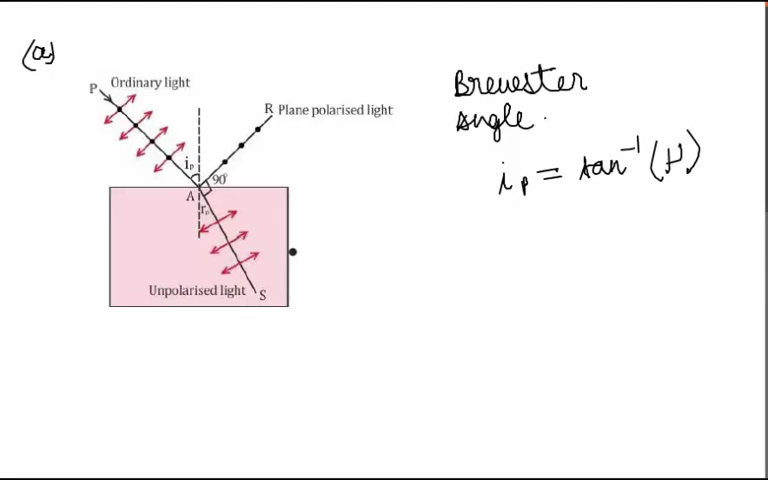 (a)
P Ordinary light
R Plane polarised light
iₚ
90°
A
rₚ
Unpolarised light S
Brewster
angle.
iₚ = tan⁻¹(μ)